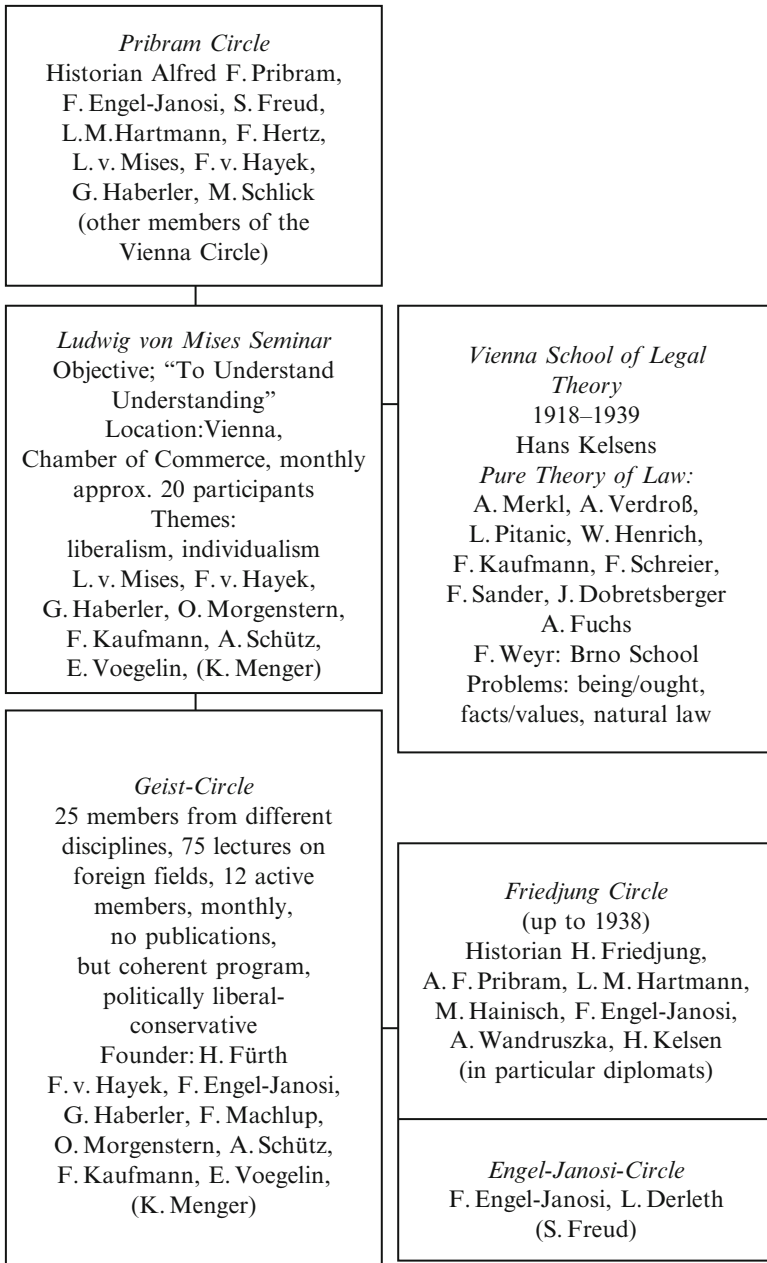 Pribram Circle
Historian Alfred F. Pribram,
F. Engel-Janosi, S. Freud,
L.M.Hartmann, F. Hertz,
L. v. Mises, F. v. Hayek,
G. Haberler, M. Schlick
(other members of the
Vienna Circle)
Ludwig von Mises Seminar
Objective; “To Understand
Understanding”
Location:Vienna,
Chamber of Commerce, monthly
approx. 20 participants
Themes:
liberalism, individualism
L. v. Mises, F. v. Hayek,
G. Haberler, O. Morgenstern,
F. Kaufmann, A. Schütz,
E. Voegelin, (K. Menger)
Vienna School of Legal
Theory
1918–1939
Hans Kelsens
Pure Theory of Law:
A. Merkl, A. Verdroß,
L. Pitanic, W. Henrich,
F. Kaufmann, F. Schreier,
F. Sander, J. Dobretsberger
A. Fuchs
F. Weyr: Brno School
Problems: being/ought,
facts/values, natural law
Geist-Circle
25 members from different
disciplines, 75 lectures on
foreign fields, 12 active
members, monthly,
no publications,
but coherent program,
politically liberal-
conservative
Founder: H. Fürth
F. v. Hayek, F. Engel-Janosi,
G. Haberler, F. Machlup,
O. Morgenstern, A. Schütz,
F. Kaufmann, E. Voegelin,
(K. Menger)
Friedjung Circle
(up to 1938)
Historian H. Friedjung,
A. F. Pribram, L. M. Hartmann,
M. Hainisch, F. Engel-Janosi,
A. Wandruszka, H. Kelsen
(in particular diplomats)
Engel-Janosi-Circle
F. Engel-Janosi, L. Derleth
(S. Freud)